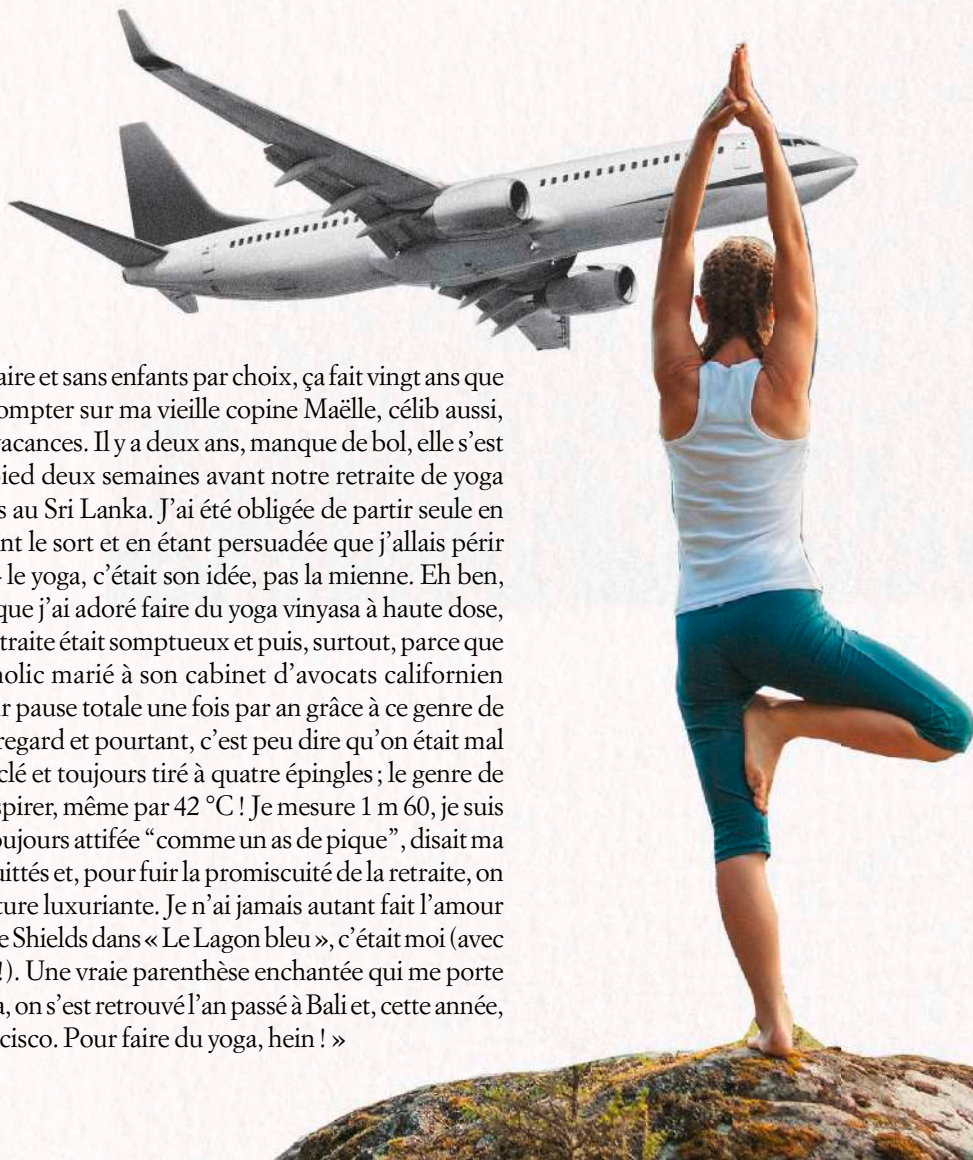 aire et sans enfants par choix, ça fait vingt ans que
ompter sur ma vieille copine Maëlle, célib aussi,
acances. Il y a deux ans, manque de bol, elle s’est
ied deux semaines avant notre retraite de yoga
s au Sri Lanka. J’ai été obligée de partir seule en
nt le sort et en étant persuadée que j’allais périr
le yoga, c’était son idée, pas la mienne. Eh ben,
que j’ai adoré faire du yoga vinyasa à haute dose,
traite était somptueux et puis, surtout, parce que
holic marié à son cabinet d’avocats californien
r pause totale une fois par an grâce à ce genre de
regard et pourtant, c’est peu dire qu’on était mal
clé et toujours tiré à quatre épingles ; le genre de
spirer, même par 42 °C ! Je mesure 1 m 60, je suis
oujours attifée “comme un as de pique”, disait ma
uittés et, pour fuir la promiscuité de la retraite, on
ture luxuriante. Je n’ai jamais autant fait l’amour
e Shields dans « Le Lagon bleu », c’était moi (avec
!). Une vraie parenthèse enchantée qui me porte
a, on s’est retrouvé l’an passé à Bali et, cette année,
cisco. Pour faire du yoga, hein ! »